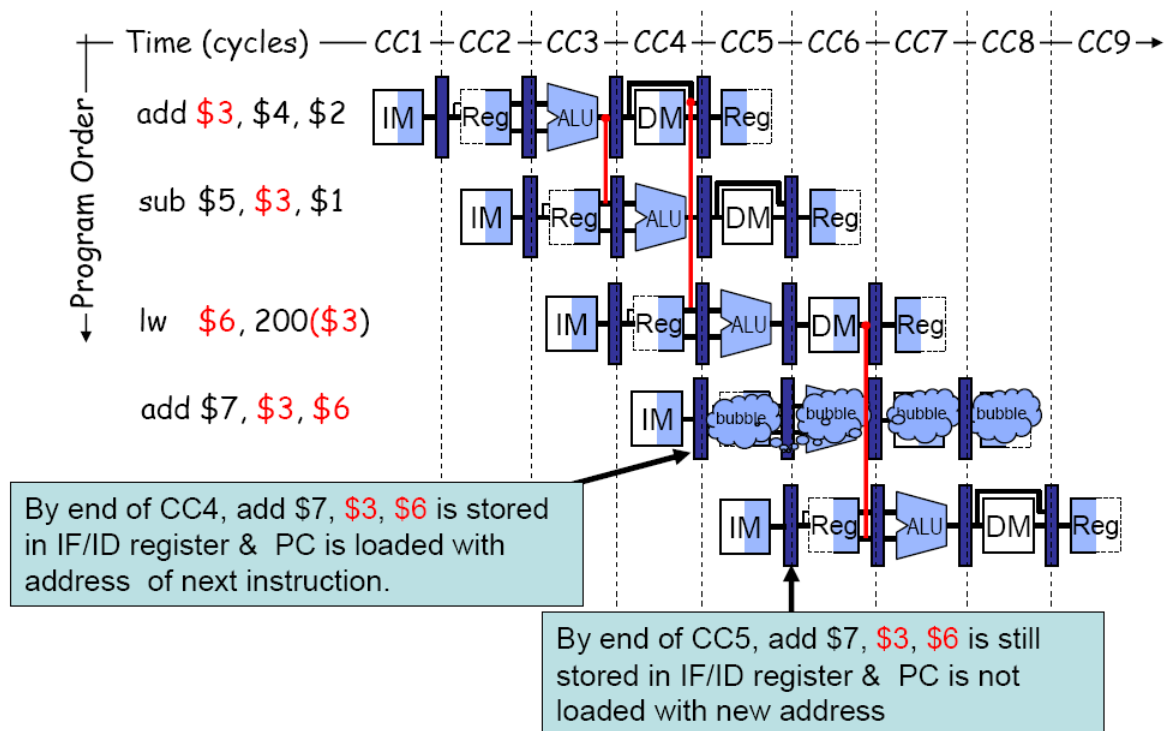 Time (cycles) CC1 CC2 CC3 CC4 CC5 CC6 CC7 CC8 CC9
Program Order
add $3, $4, $2
IM Reg ALU DM Reg
sub $5, $3, $1
IM Reg ALU DM Reg
lw $6, 200($3)
IM Reg ALU DM Reg
add $7, $3, $6
IM bubble bubble bubble bubble
By end of CC4, add $7, $3, $6 is stored
in IF/ID register & PC is loaded with
address of next instruction.
IM Reg ALU DM Reg
By end of CC5, add $7, $3, $6 is still
stored in IF/ID register & PC is not
loaded with new address